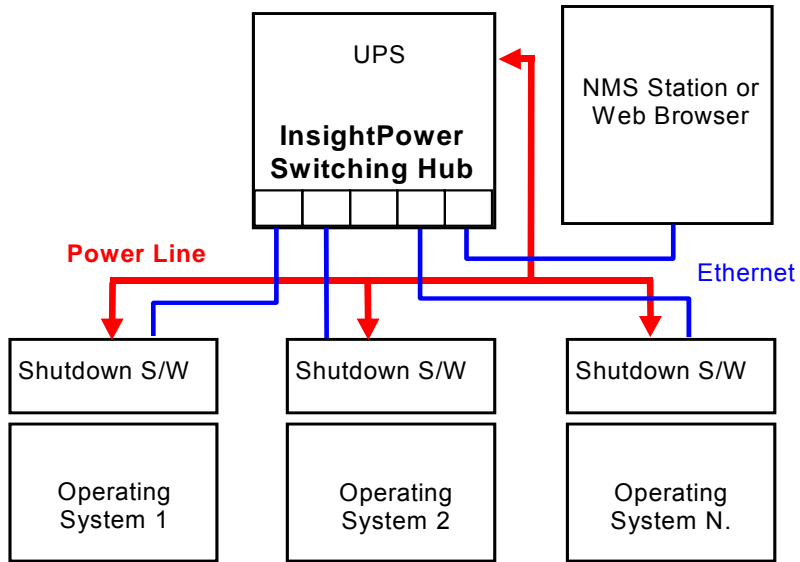 UPS
InsightPower
Switching Hub
NMS Station or
Web Browser
Power Line
Ethernet
Shutdown S/W
Shutdown S/W
Shutdown S/W
Operating
System 1
Operating
System 2
Operating
System N.